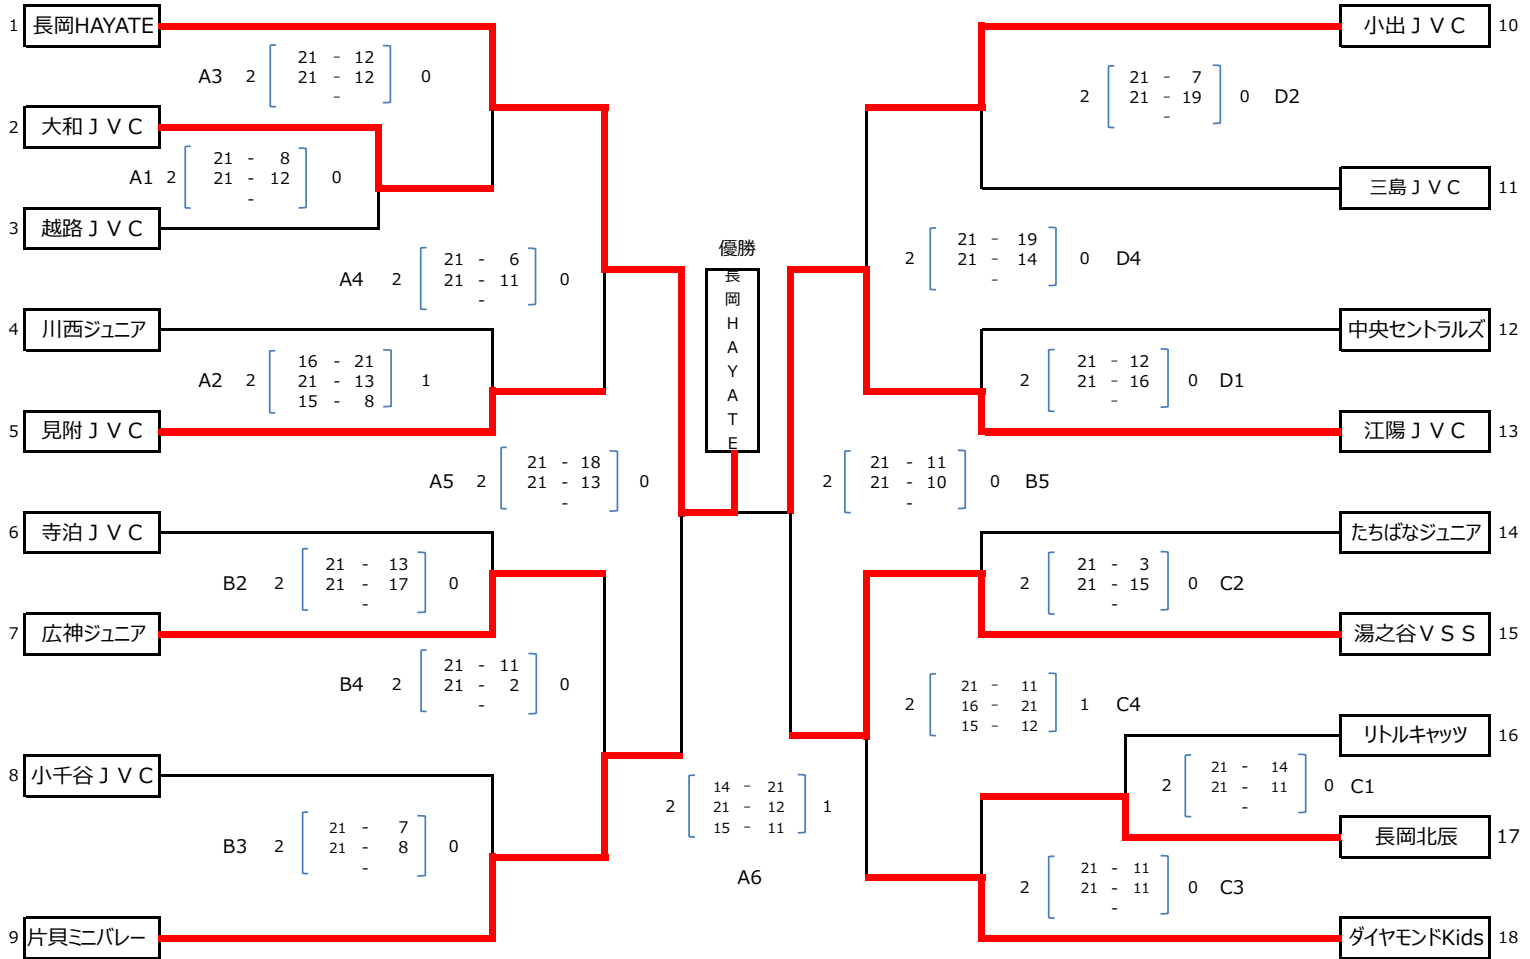 1 長岡HAYATE
A3 2 0
21 - 12
21 - 12
-
2 大和ＪＶＣ
A1 2 0
21 - 8
21 - 12
-
3 越路ＪＶＣ
A4 2 0
21 - 6
21 - 11
-
4 川西ジュニア
A2 2 1
16 - 21
21 - 13
15 - 8
5 見附ＪＶＣ
A5 2 0
21 - 18
21 - 13
-
6 寺泊ＪＶＣ
B2 2 0
21 - 13
21 - 17
-
7 広神ジュニア
B4 2 0
21 - 11
21 - 2
-
8 小千谷ＪＶＣ
B3 2 0
21 - 7
21 - 8
-
9 片貝ミニバレー
優勝
長岡HAYATE
2 1
14 - 21
21 - 12
15 - 11
A6
小出ＪＶＣ 10
2 0 D2
21 - 7
21 - 19
-
三島ＪＶＣ 11
2 0 D4
21 - 19
21 - 14
-
中央セントラルズ 12
2 0 D1
21 - 12
21 - 16
-
江陽ＪＶＣ 13
2 0 B5
21 - 11
21 - 10
-
たちばなジュニア 14
2 0 C2
21 - 3
21 - 15
-
湯之谷ＶＳＳ 15
2 1 C4
21 - 11
16 - 21
15 - 12
リトルキャッツ 16
2 0 C1
21 - 14
21 - 11
-
長岡北辰 17
2 0 C3
21 - 11
21 - 11
-
ダイヤモンドKids 18